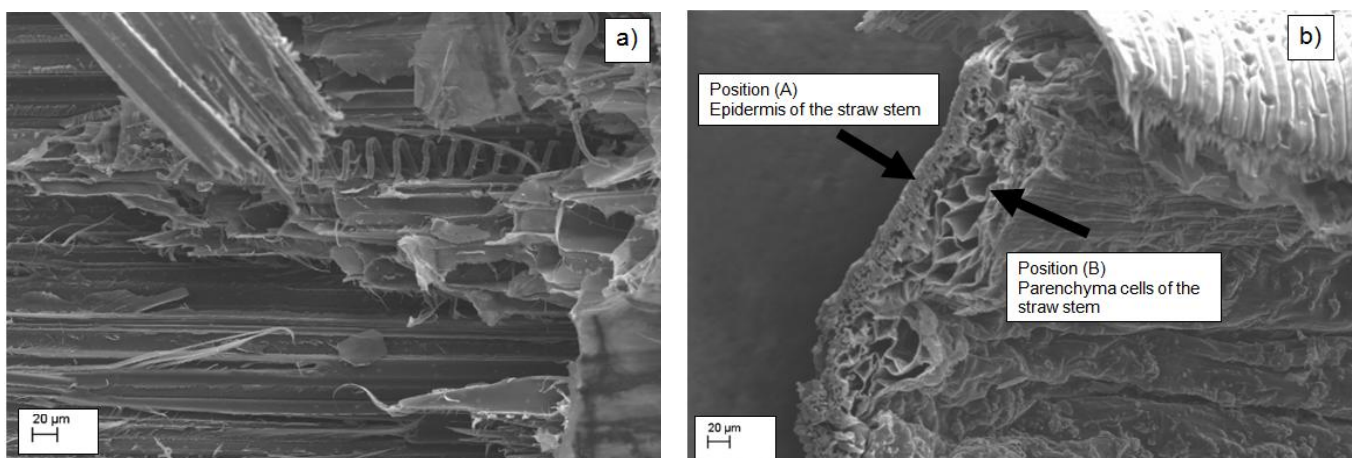 a)
20 µm
b)
Position (A)
Epidermis of the straw stem
Position (B)
Parenchyma cells of the
straw stem
20 µm